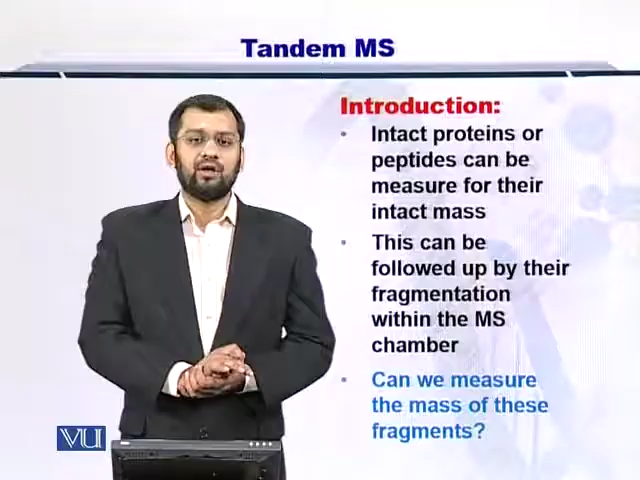 Tandem MS
Introduction:
• Intact proteins or
peptides can be
measure for their
intact mass
• This can be
followed up by their
fragmentation
within the MS
chamber
• Can we measure
the mass of these
fragments?
VU